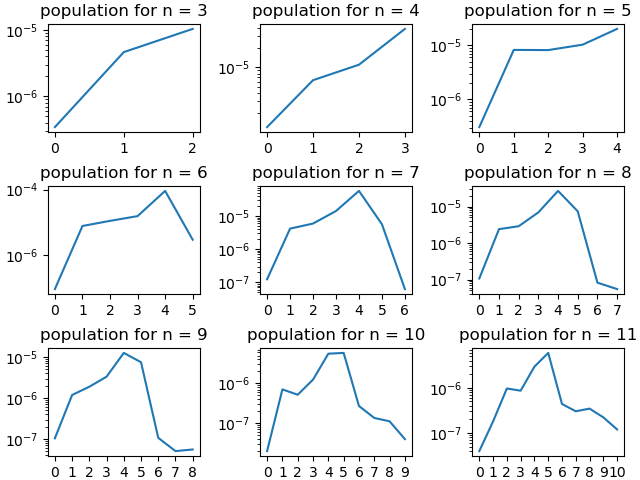 population for n = 3
10⁻⁵
10⁻⁶
0 1 2
population for n = 4
10⁻⁵
0 1 2 3
population for n = 5
10⁻⁵
10⁻⁶
0 1 2 3 4
population for n = 6
10⁻⁴
10⁻⁶
0 1 2 3 4 5
population for n = 7
10⁻⁵
10⁻⁶
10⁻⁷
0 1 2 3 4 5 6
population for n = 8
10⁻⁵
10⁻⁶
10⁻⁷
0 1 2 3 4 5 6 7
population for n = 9
10⁻⁵
10⁻⁶
10⁻⁷
0 1 2 3 4 5 6 7 8
population for n = 10
10⁻⁶
10⁻⁷
0 1 2 3 4 5 6 7 8 9
population for n = 11
10⁻⁶
10⁻⁷
0 1 2 3 4 5 6 7 8 9 10